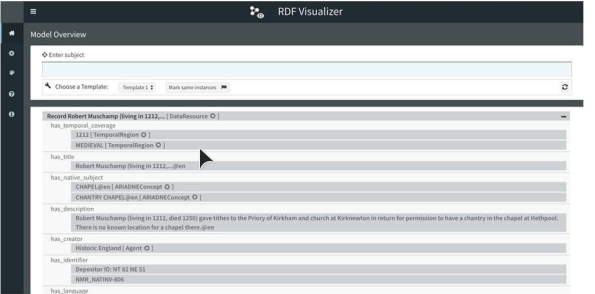 RDF Visualizer
Model Overview
Enter subject
Choose a Template: Template 1 Mark same instances
Record Robert Muschamp (living in 1212,... [ DataResource ]
has_temporal_coverage
1212 [ TemporalRegion ]
MEDIEVAL [ TemporalRegion ]
has_title
Robert Muschamp (living in 1212,...@en
has_native_subject
CHAPEL@en [ ARIADNEConcept ]
CHANTRY CHAPEL@en [ ARIADNEConcept ]
has_description
Robert Muschamp (living in 1212, died 1250) gave tithes to the Priory of Kirkham and church at Kirknewton in return for permission to have a chantry in the chapel at Hethpool.
There is no known location for a chapel there.@en
has_creator
Historic England [ Agent ]
has_identifier
Depositor ID: NT 82 NE 51
NMR_NATINV-806
has_language